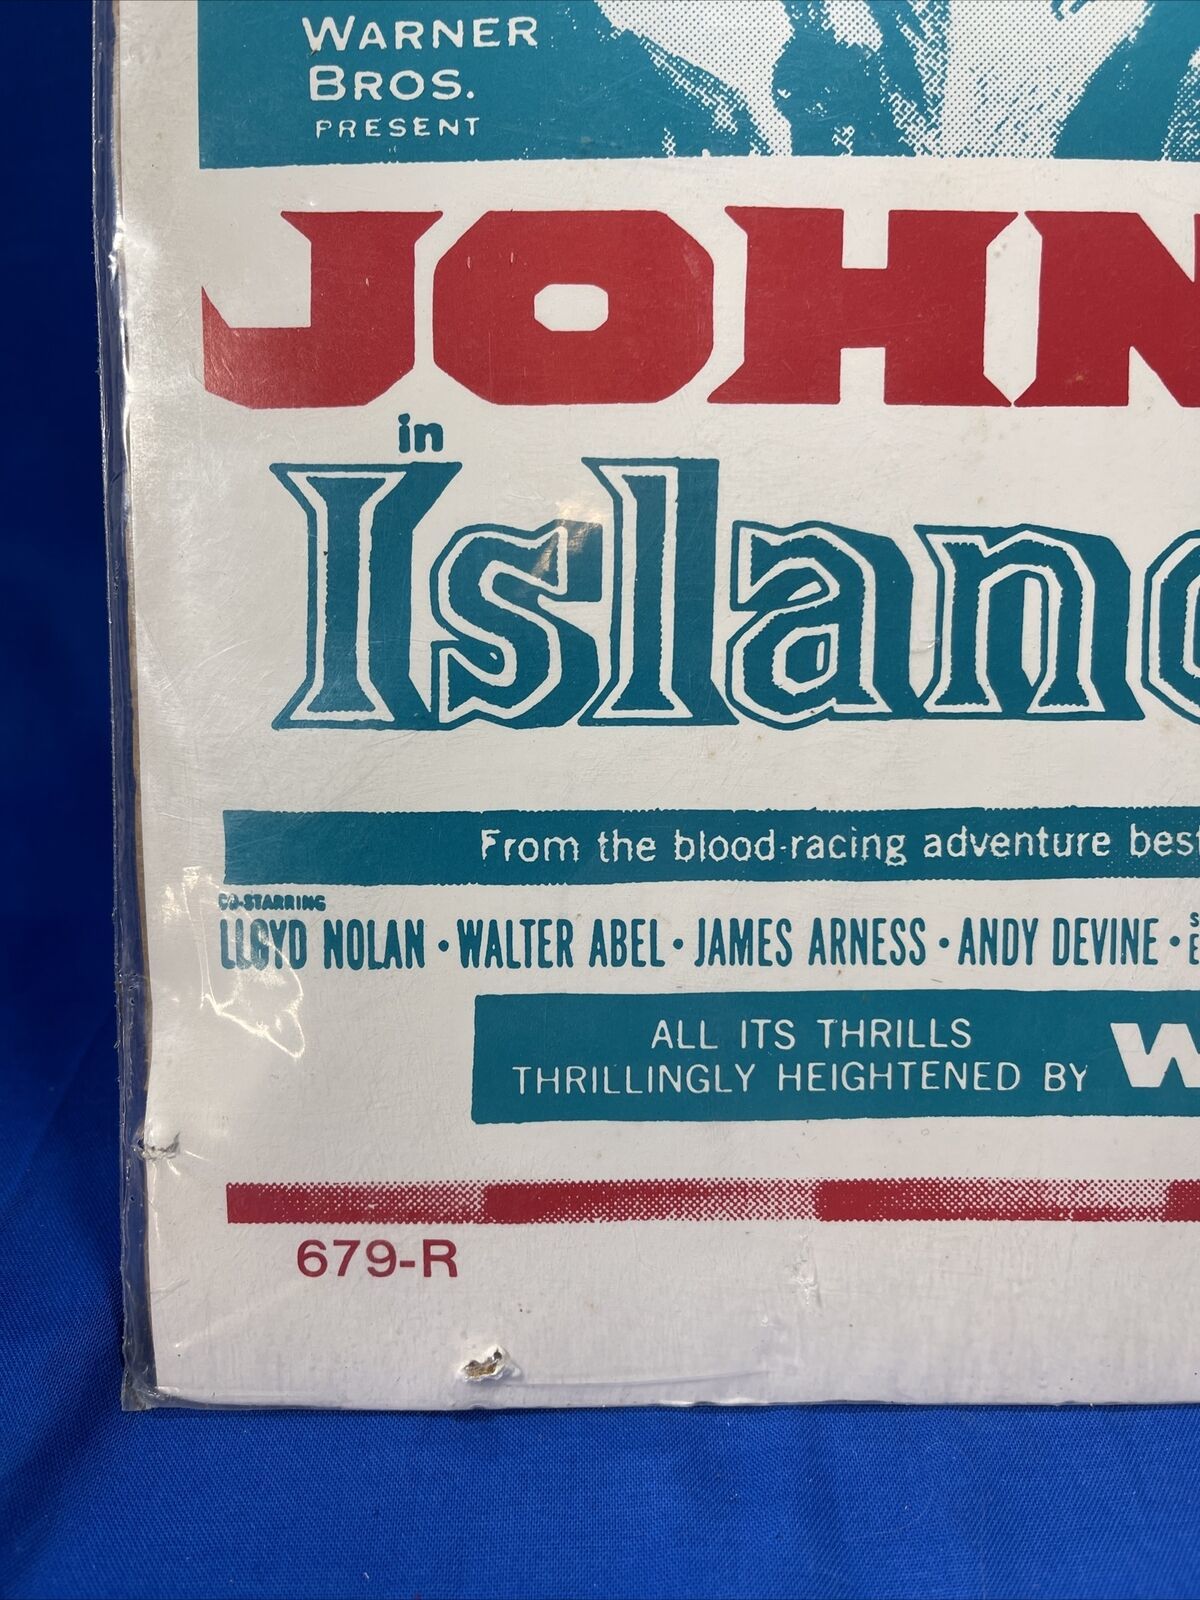 WARNER
BROS.
PRESENT
JOHN
in
Island
From the blood-racing adventure best
CO-STARRING
LLOYD NOLAN · WALTER ABEL · JAMES ARNESS · ANDY DEVINE ·
ALL ITS THRILLS
THRILLINGLY HEIGHTENED BY W
679-R